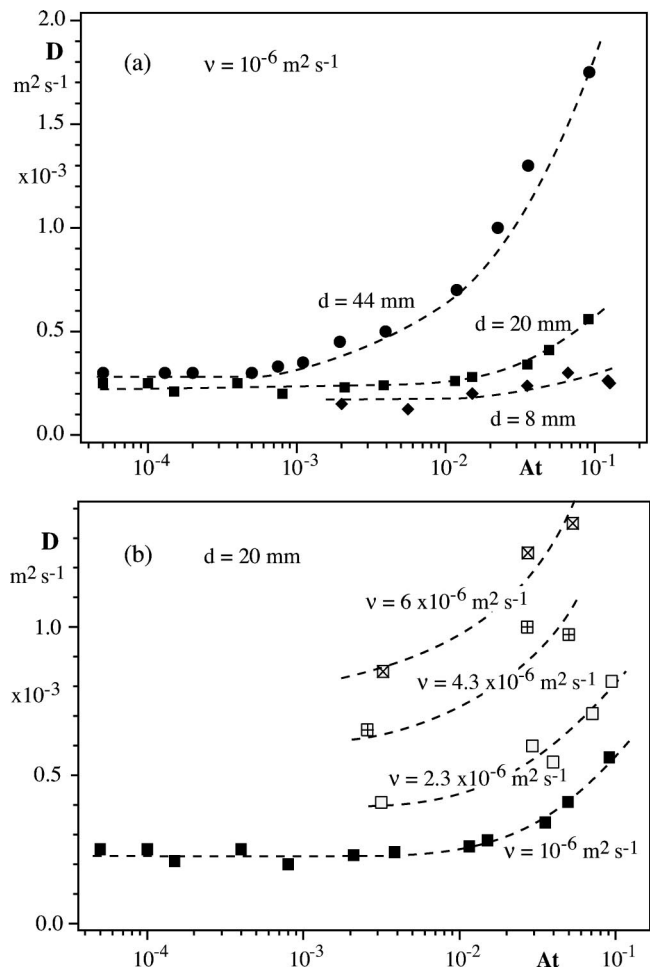 2.0
D
(a)
ν = 10⁻⁶ m² s⁻¹
m² s⁻¹
1.5
x10⁻³
1.0
d = 44 mm
0.5
d = 20 mm
d = 8 mm
0.0
10⁻⁴
10⁻³
10⁻²
At
10⁻¹
D
(b)
d = 20 mm
m² s⁻¹
ν = 6 x10⁻⁶ m² s⁻¹
1.0
ν = 4.3 x10⁻⁶ m² s⁻¹
x10⁻³
ν = 2.3 x10⁻⁶ m² s⁻¹
0.5
ν = 10⁻⁶ m² s⁻¹
0.0
10⁻⁴
10⁻³
10⁻²
At
10⁻¹